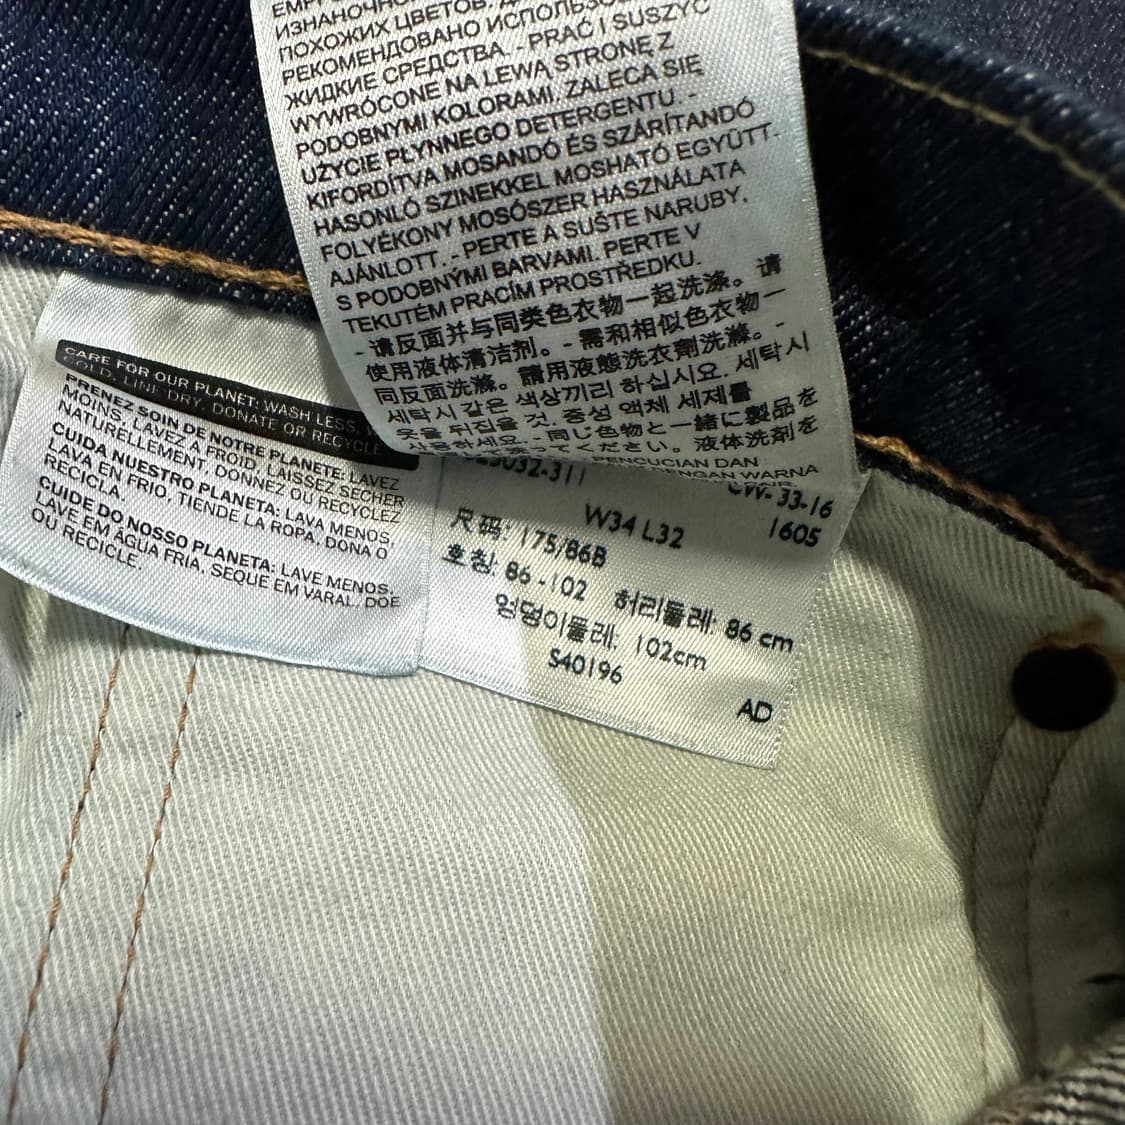 ИЗНАНОЧНО
ПОХОЖИХ ЦВЕТОВ.
РЕКОМЕНДОВАНО ИСПОЛЬЗО
ЖИДКИЕ СРЕДСТВА. - PRAĆ I SUSZYĆ
WYWRÓCONE NA LEWĄ STRONĘ Z
PODOBNYMI KOLORAMI. ZALECA SIĘ
UŻYCIE PŁYNNEGO DETERGENTU. -
KIFORDÍTVA MOSANDÓ ÉS SZÁRÍTANDÓ
HASONLÓ SZINEKKEL MOSHATÓ EGYÜTT.
FOLYÉKONY MOSÓSZER HASZNÁLATA
AJÁNLOTT. - PERTE A SUŠTE NARUBY.
S PODOBNÝMI BARVAMI. PERTE V
TEKUTÉM PRACÍM PROSTŘEDKU.
- 请反面并与同类色衣物一起洗涤。请
使用液体清洁剂。- 需和相似色衣物一
同反面洗滌。請用液態洗衣劑洗滌。-
세탁시 같은 색상끼리 하십시오. 세탁시
옷을 뒤집을 것. 중성 액체 세제를
사용하세요. - 同じ色物と一緒に製品を
ください。液体洗剤を
PENCUCIAN DAN
DENGAN WARNA
CARE FOR OUR PLANET: WASH LESS,
COLD, LINE DRY, DONATE OR RECYCLE
PRENEZ SOIN DE NOTRE PLANETE: LAVEZ
MOINS, LAVEZ A FROID, LAISSEZ SECHER
NATURELLEMENT, DONNEZ OU RECYCLEZ
CUIDA NUESTRO PLANETA: LAVA MENOS,
LAVA EN FRIO, TIENDE LA ROPA, DONA O
RECICLA.
CUIDE DO NOSSO PLANETA: LAVE MENOS,
LAVE EM ÁGUA FRIA, SEQUE EM VARAL, DOE
OU RECICLE.
CW- 33-16
W34 L32 1605
尺码: 175/86B
호칭: 86 -102 허리둘레: 86 cm
엉덩이둘레: 102cm
S40196
AD